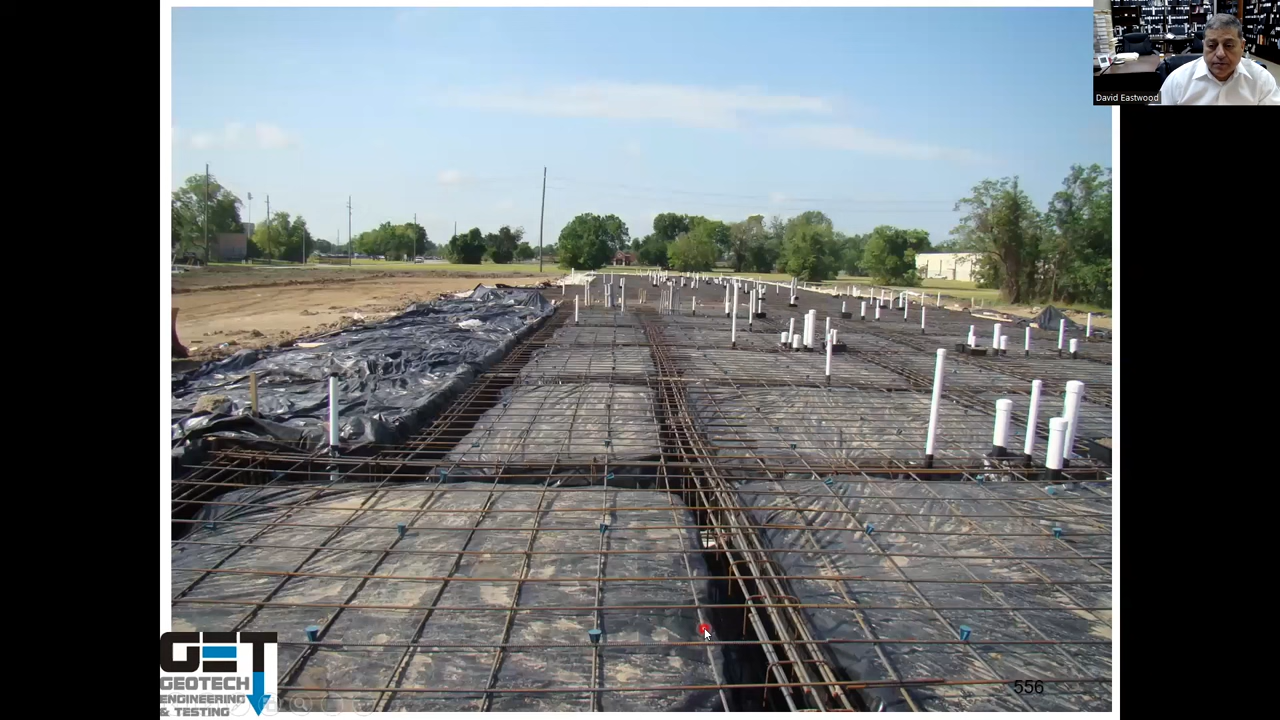 David Eastwood
GET
GEOTECH
ENGINEERING
& TESTING
556